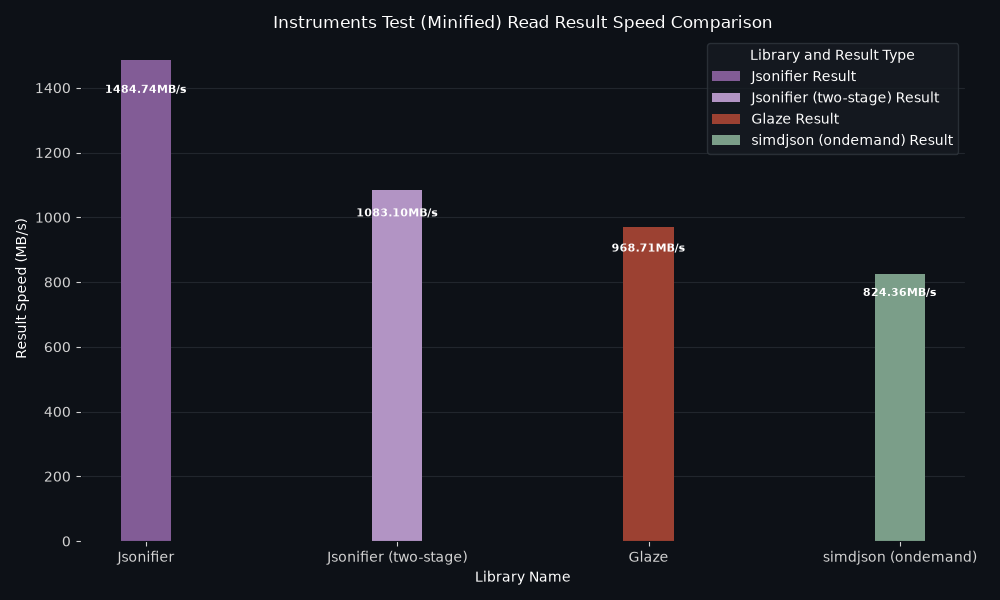 Instruments Test (Minified) Read Result Speed Comparison
Library and Result Type
Jsonifier Result
Jsonifier (two-stage) Result
Glaze Result
simdjson (ondemand) Result
1484.74MB/s
1083.10MB/s
968.71MB/s
824.36MB/s
Result Speed (MB/s)
1400
1200
1000
800
600
400
200
0
Jsonifier
Jsonifier (two-stage)
Glaze
simdjson (ondemand)
Library Name